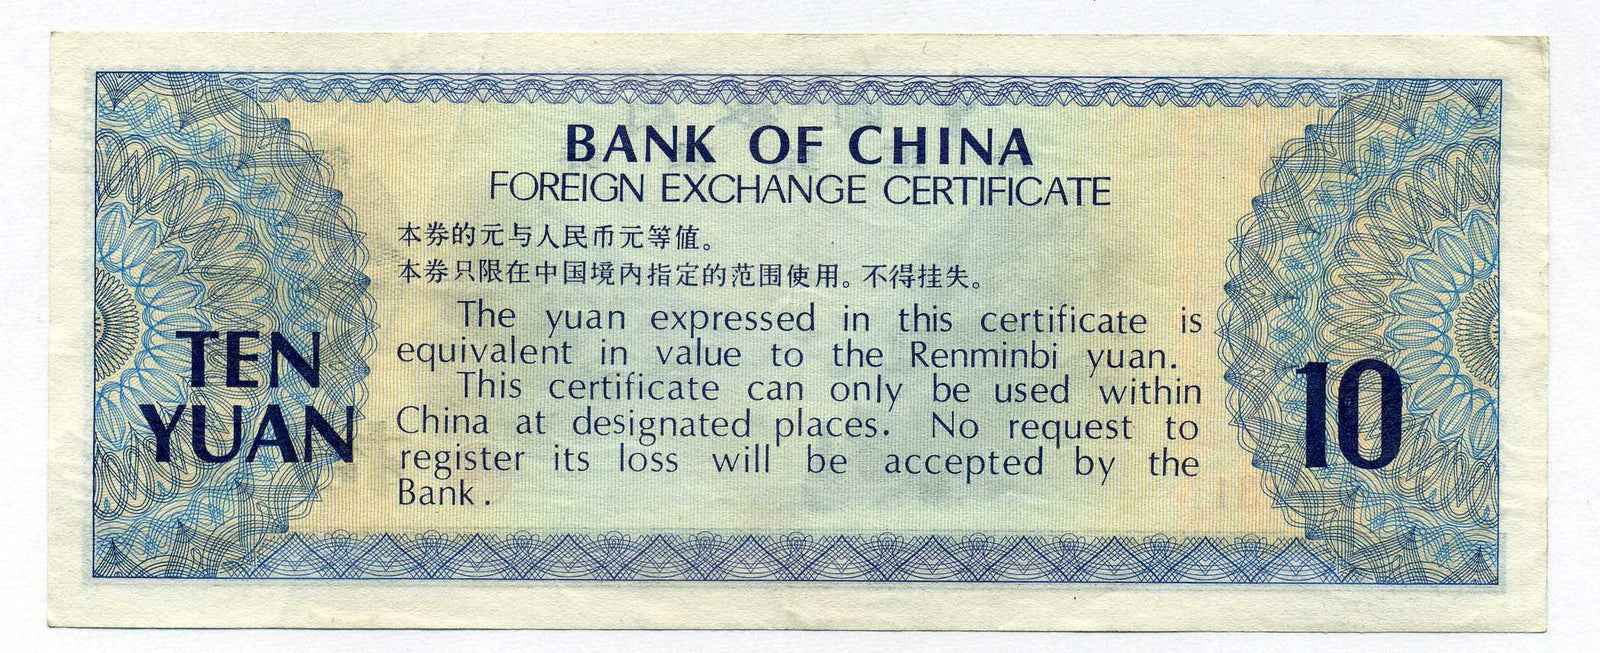 BANK OF CHINA
FOREIGN EXCHANGE CERTIFICATE
本券的元与人民币元等值。
本券只限在中国境内指定的范围使用。不得挂失。
The yuan expressed in this certificate is
equivalent in value to the Renminbi yuan.
This certificate can only be used within
China at designated places. No request to
register its loss will be accepted by the
Bank.
TEN
YUAN
10